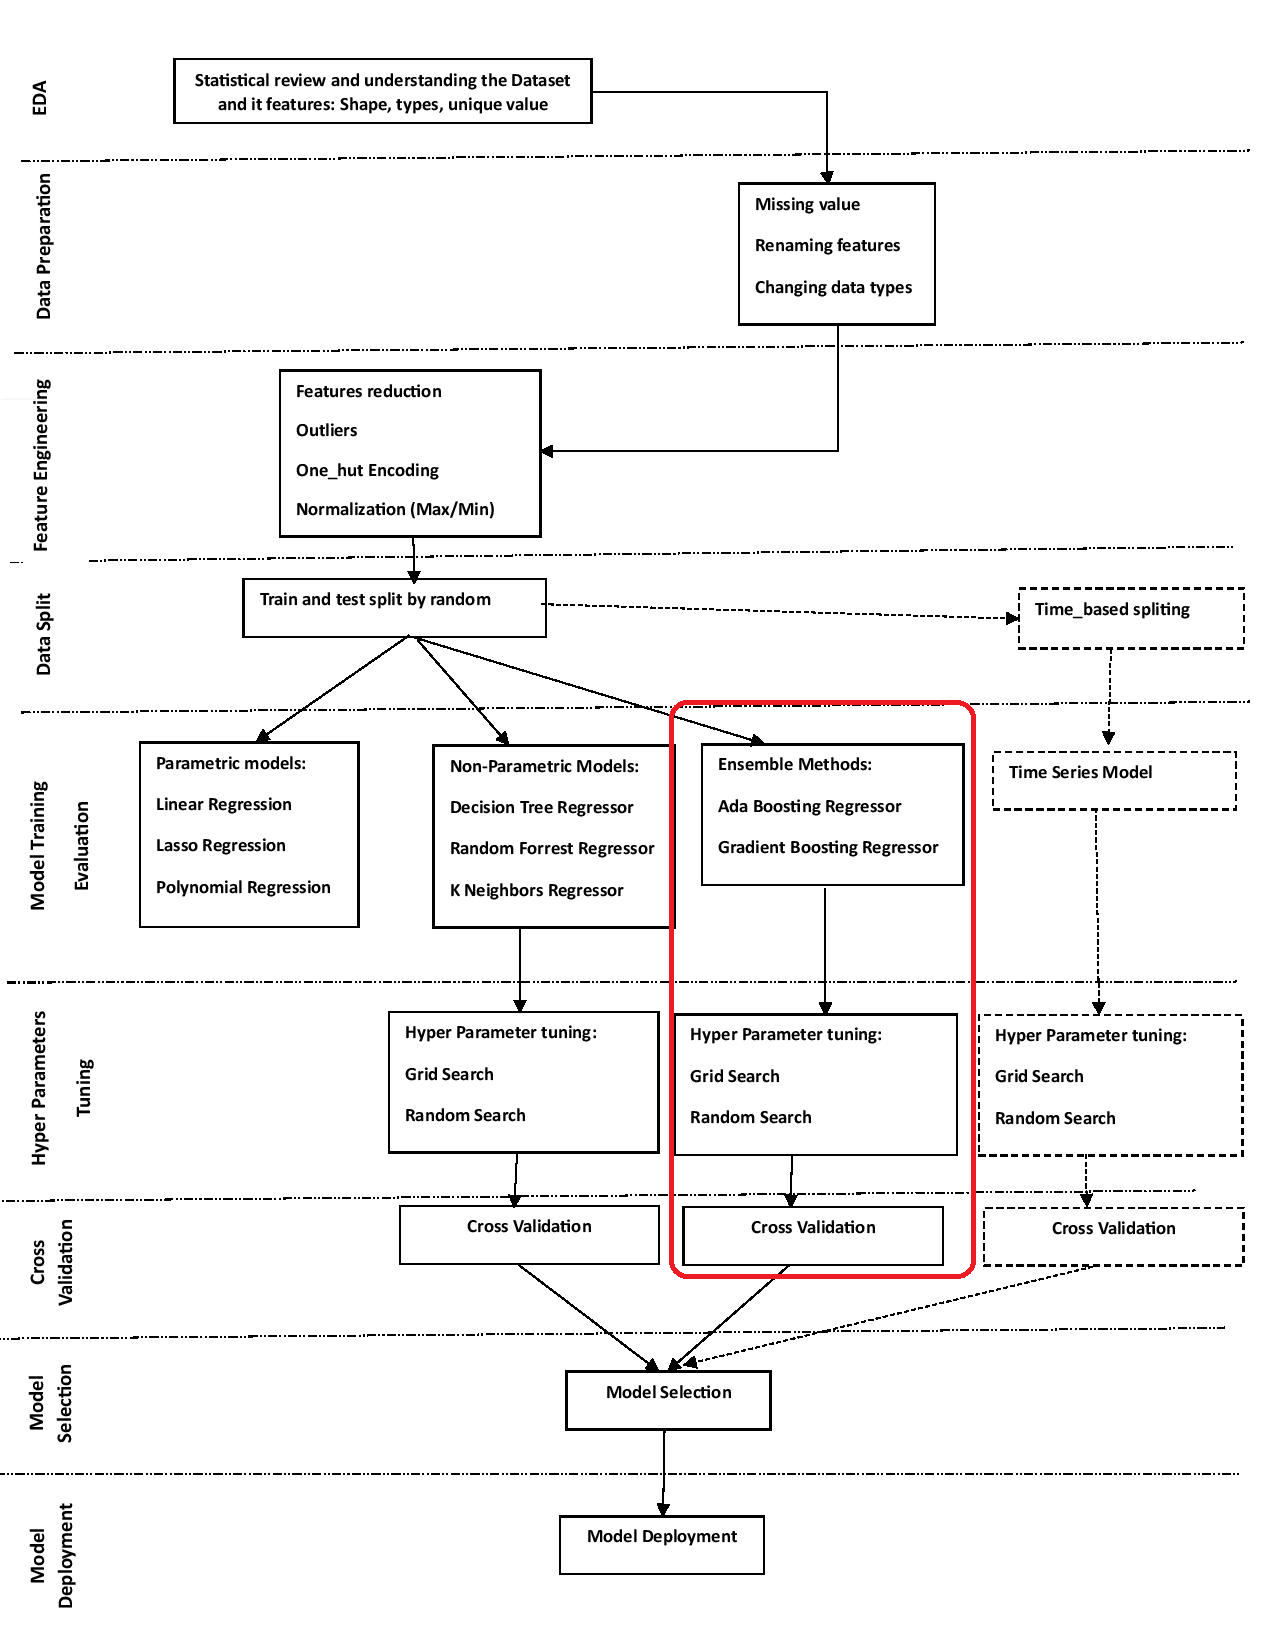 EDA
Statistical review and understanding the Dataset
and it features: Shape, types, unique value
Data Preparation
Missing value
Renaming features
Changing data types
Feature Engineering
Features reduction
Outliers
One_hut Encoding
Normalization (Max/Min)
Data Split
Train and test split by random
Time_based spliting
Model Training
Evaluation
Parametric models:
Linear Regression
Lasso Regression
Polynomial Regression
Non-Parametric Models:
Decision Tree Regressor
Random Forrest Regressor
K Neighbors Regressor
Ensemble Methods:
Ada Boosting Regressor
Gradient Boosting Regressor
Time Series Model
Hyper Parameters
Tuning
Hyper Parameter tuning:
Grid Search
Random Search
Hyper Parameter tuning:
Grid Search
Random Search
Hyper Parameter tuning:
Grid Search
Random Search
Cross
Validation
Cross Validation
Cross Validation
Cross Validation
Model
Selection
Model Selection
Model
Deployment
Model Deployment